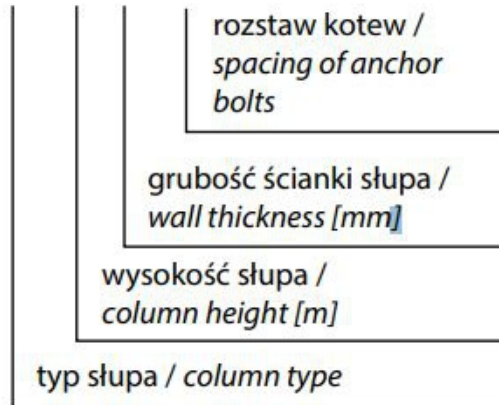 rozstaw kotew /
spacing of anchor
bolts
grubość ścianki słupa /
wall thickness [mm]
wysokość słupa /
column height [m]
typ słupa / column type